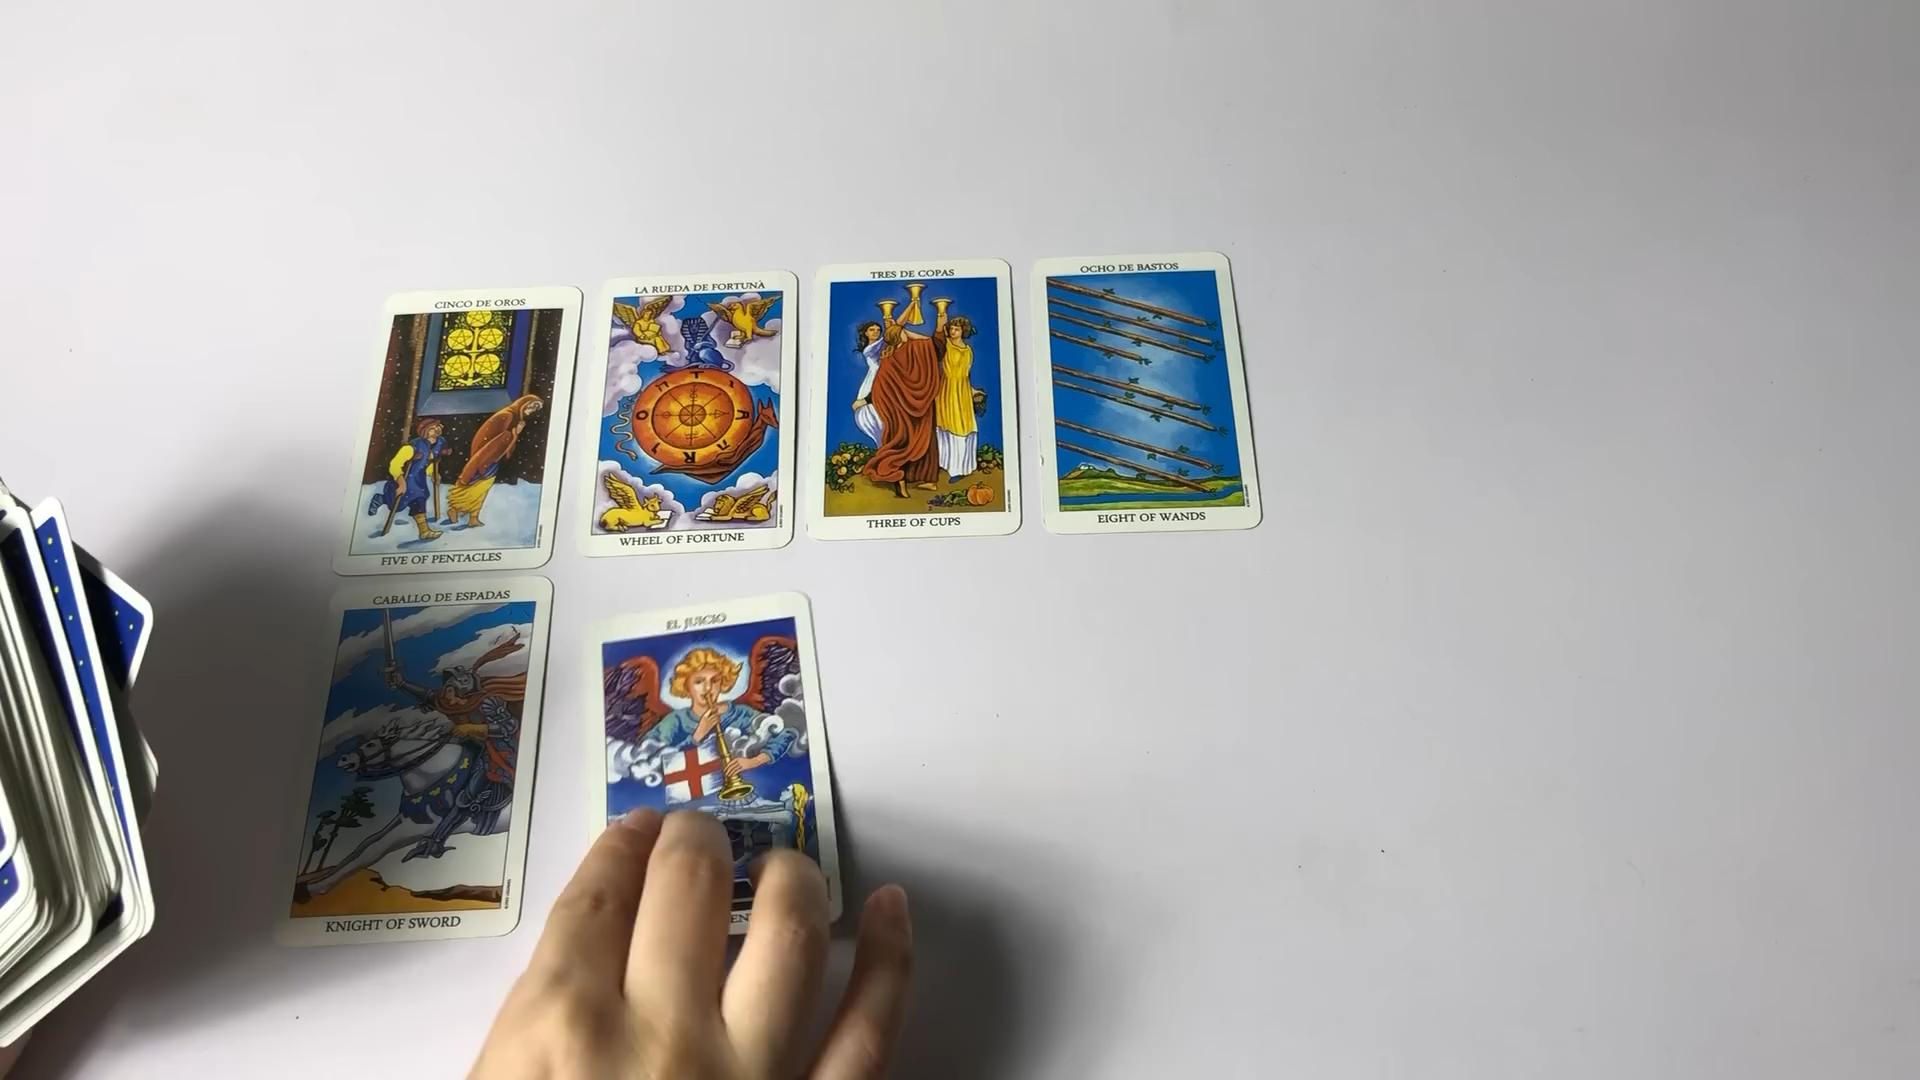 CINCO DE OROS
FIVE OF PENTACLES
LA RUEDA DE FORTUNÀ
WHEEL OF FORTUNE
TRES DE COPAS
THREE OF CUPS
OCHO DE BASTOS
EIGHT OF WANDS
CABALLO DE ESPADAS
KNIGHT OF SWORD
EL JUICIO